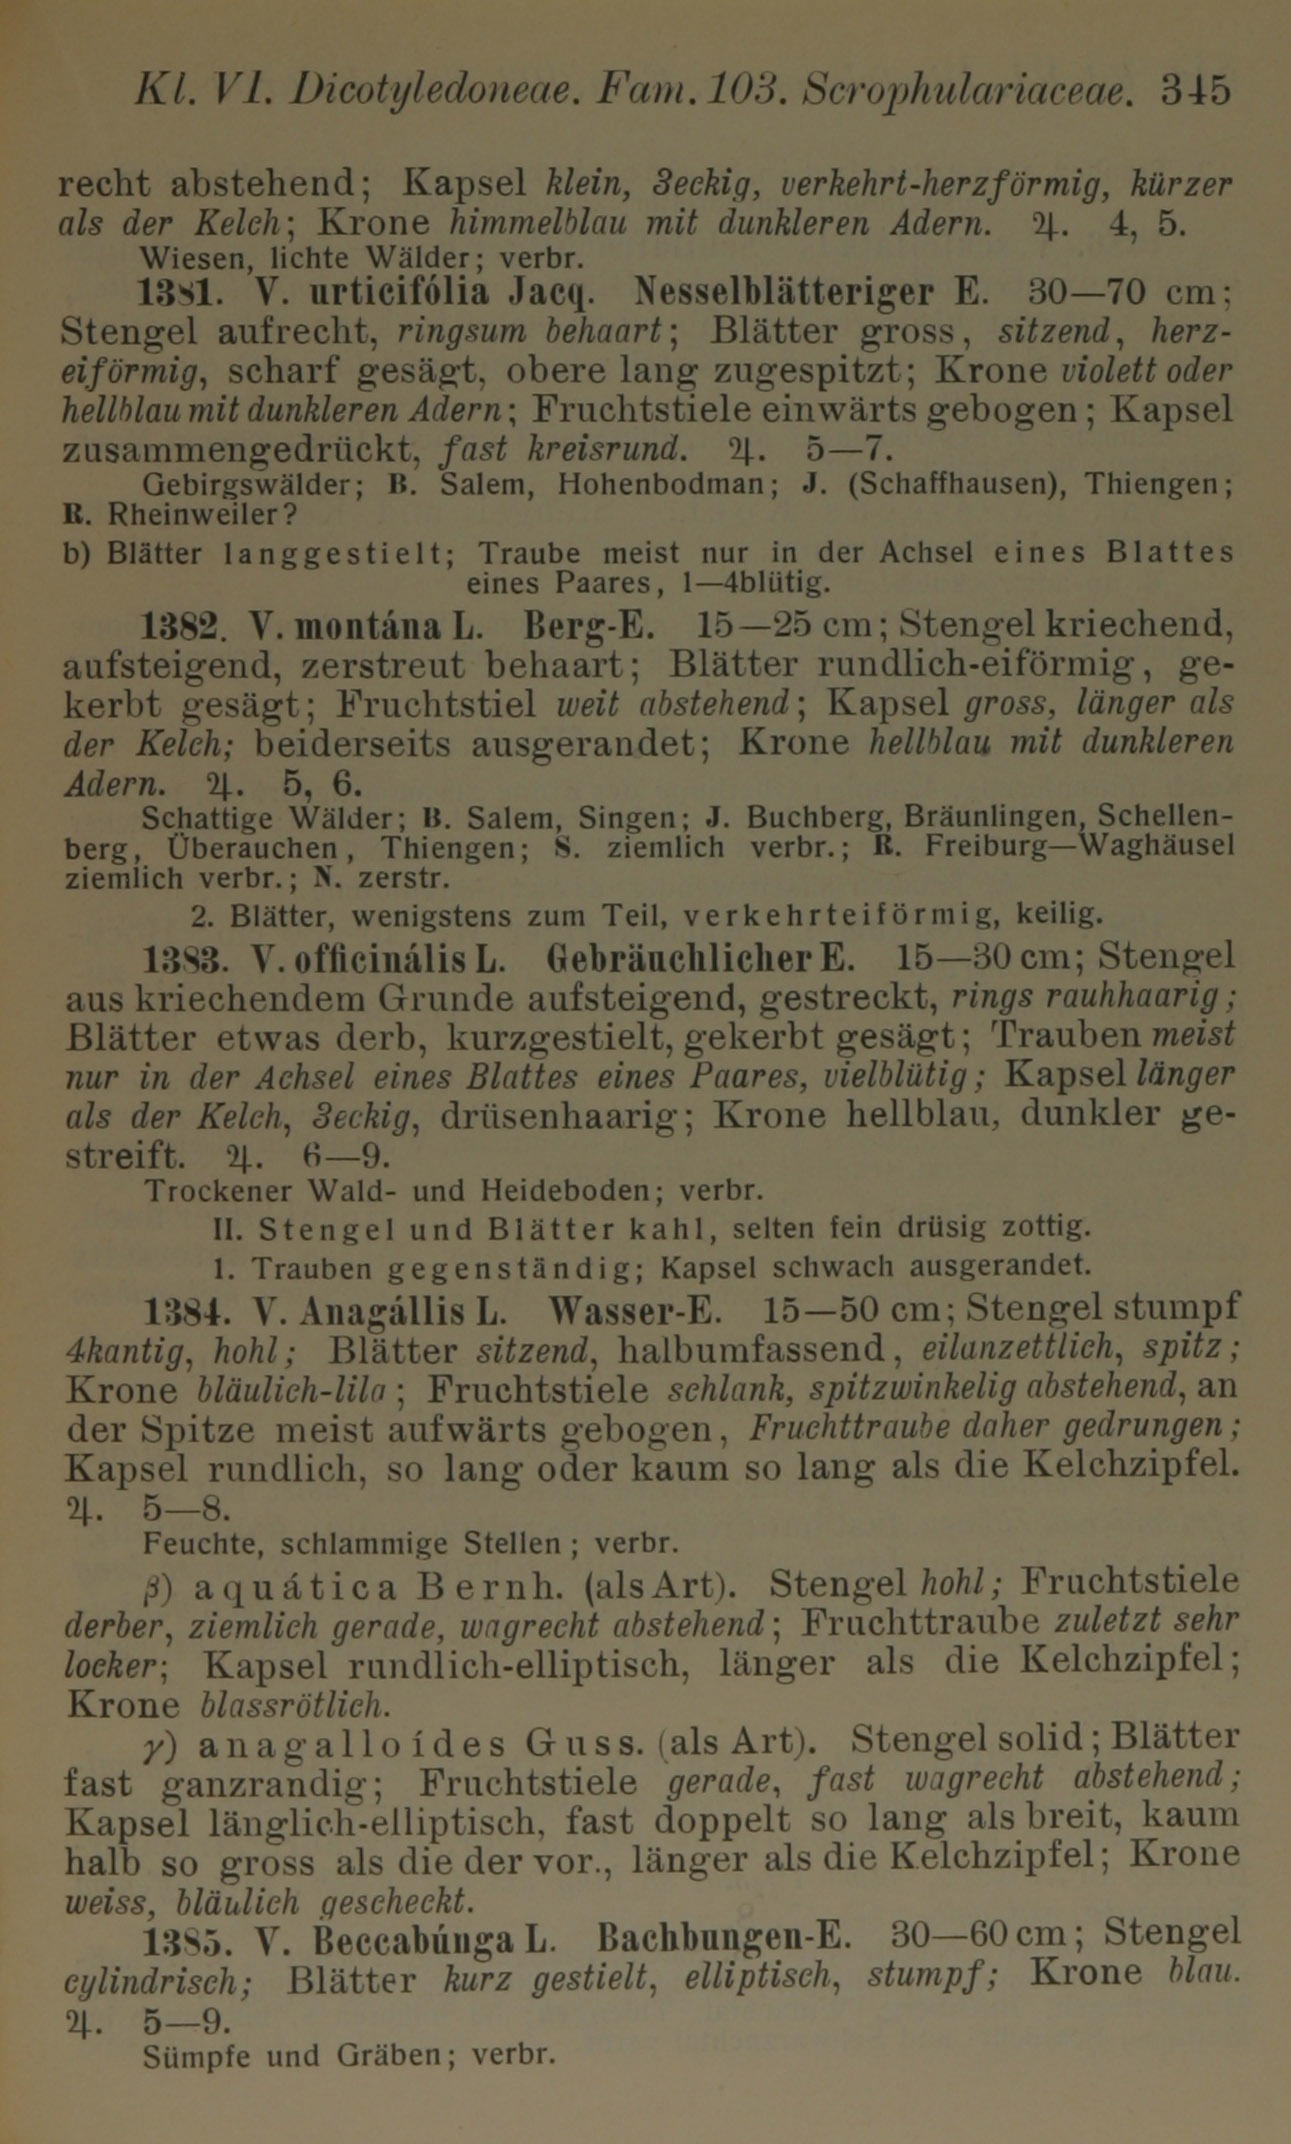 Kl. VI. Dicotyledoneae. Fam. 103. Scrophulariaceae. 345
recht abstehend; Kapsel klein, 3eckig, verkehrt-herzförmig, kürzer
als der Kelch; Krone himmelblau mit dunkleren Adern. ♃. 4, 5.
Wiesen, lichte Wälder; verbr.
1381. V. urticifólia Jacq. Nesselblätteriger E. 30—70 cm;
Stengel aufrecht, ringsum behaart; Blätter gross, sitzend, herz-
eiförmig, scharf gesägt, obere lang zugespitzt; Krone violett oder
hellblau mit dunkleren Adern; Fruchtstiele einwärts gebogen; Kapsel
zusammengedrückt, fast kreisrund. ♃. 5—7.
Gebirgswälder; B. Salem, Hohenbodman; J. (Schaffhausen), Thiengen;
R. Rheinweiler?
b) Blätter langgestielt; Traube meist nur in der Achsel eines Blattes
eines Paares, 1—4blütig.
1382. V. montána L. Berg-E. 15—25 cm; Stengel kriechend,
aufsteigend, zerstreut behaart; Blätter rundlich-eiförmig, ge-
kerbt gesägt; Fruchtstiel weit abstehend; Kapsel gross, länger als
der Kelch; beiderseits ausgerandet; Krone hellblau mit dunkleren
Adern. ♃. 5, 6.
Schattige Wälder; B. Salem, Singen; J. Buchberg, Bräunlingen, Schellen-
berg, Überauchen, Thiengen; S. ziemlich verbr.; R. Freiburg—Waghäusel
ziemlich verbr.; N. zerstr.
2. Blätter, wenigstens zum Teil, verkehrteiförmig, keilig.
1383. V. officinális L. Gebräuchlicher E. 15—30 cm; Stengel
aus kriechendem Grunde aufsteigend, gestreckt, rings rauhhaarig;
Blätter etwas derb, kurzgestielt, gekerbt gesägt; Trauben meist
nur in der Achsel eines Blattes eines Paares, vielblütig; Kapsel länger
als der Kelch, 3eckig, drüsenhaarig; Krone hellblau, dunkler ge-
streift. ♃. 6—9.
Trockener Wald- und Heideboden; verbr.
II. Stengel und Blätter kahl, selten fein drüsig zottig.
1. Trauben gegenständig; Kapsel schwach ausgerandet.
1384. V. Anagállis L. Wasser-E. 15—50 cm; Stengel stumpf
4kantig, hohl; Blätter sitzend, halbumfassend, eilanzettlich, spitz;
Krone bläulich-lila; Fruchtstiele schlank, spitzwinkelig abstehend, an
der Spitze meist aufwärts gebogen, Fruchttraube daher gedrungen;
Kapsel rundlich, so lang oder kaum so lang als die Kelchzipfel.
♃. 5—8.
Feuchte, schlammige Stellen; verbr.
β) aquática Bernh. (als Art). Stengel hohl; Fruchtstiele
derber, ziemlich gerade, wagrecht abstehend; Fruchttraube zuletzt sehr
locker; Kapsel rundlich-elliptisch, länger als die Kelchzipfel;
Krone blassrötlich.
γ) anagalloídes Guss. (als Art). Stengel solid; Blätter
fast ganzrandig; Fruchtstiele gerade, fast wagrecht abstehend;
Kapsel länglich-elliptisch, fast doppelt so lang als breit, kaum
halb so gross als die der vor., länger als die Kelchzipfel; Krone
weiss, bläulich gescheckt.
1385. V. Beccabúnga L. Bachbungen-E. 30—60 cm; Stengel
cylindrisch; Blätter kurz gestielt, elliptisch, stumpf; Krone blau.
♃. 5—9.
Sümpfe und Gräben; verbr.